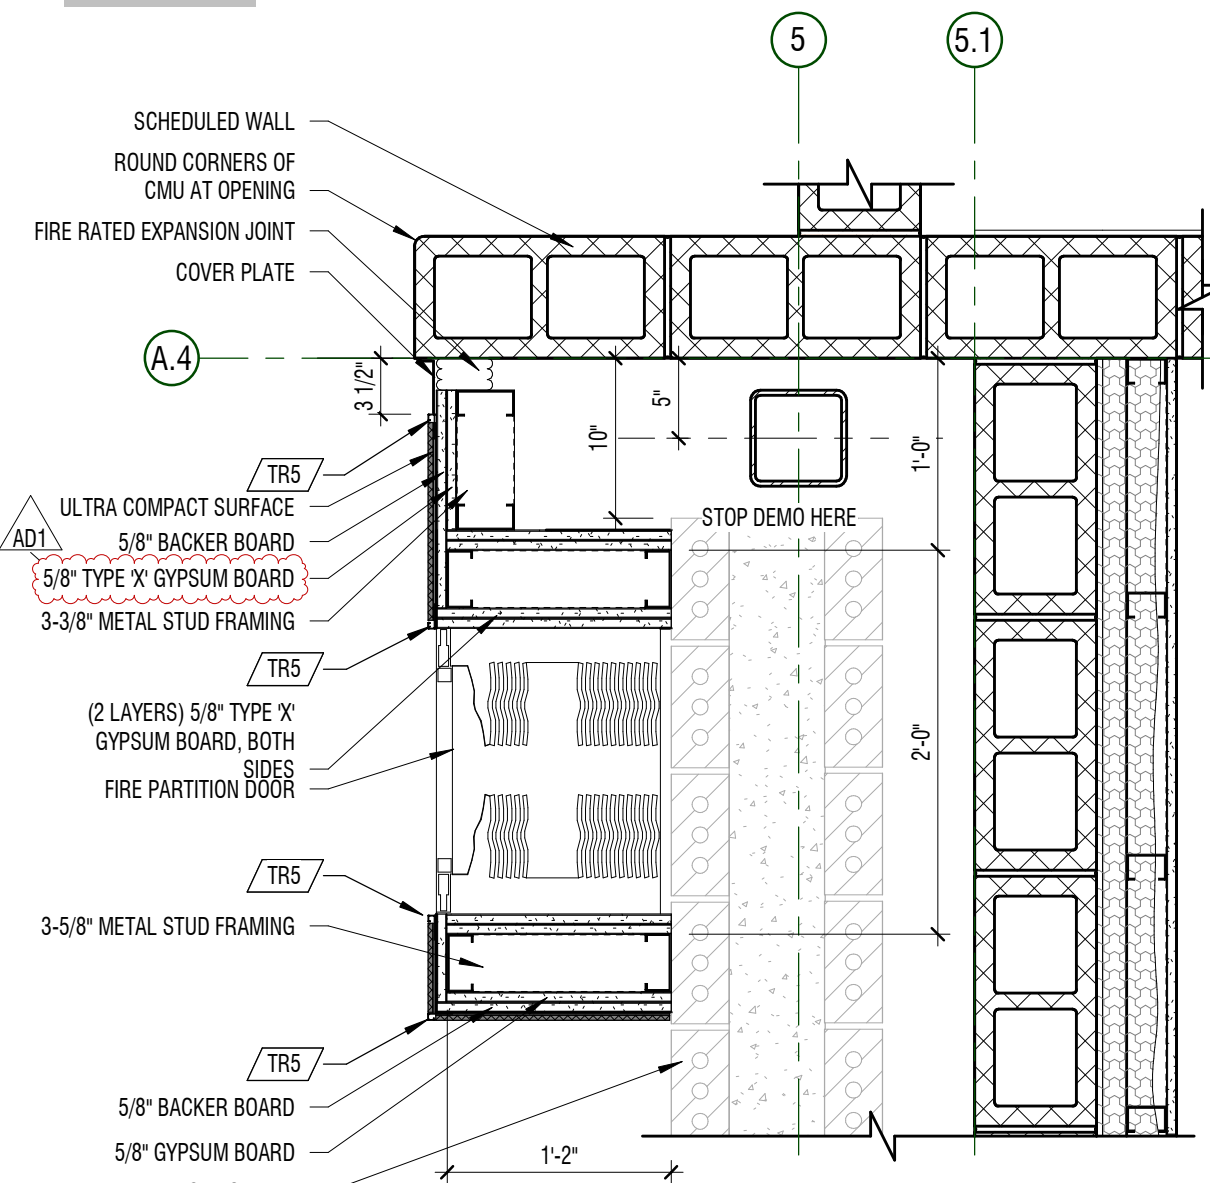 5
5.1
SCHEDULED WALL
ROUND CORNERS OF
CMU AT OPENING
FIRE RATED EXPANSION JOINT
COVER PLATE
A.4
3 1/2"
10"
5"
1'-0"
TR5
ULTRA COMPACT SURFACE
STOP DEMO HERE
AD1
5/8" BACKER BOARD
5/8" TYPE 'X' GYPSUM BOARD
3-3/8" METAL STUD FRAMING
TR5
(2 LAYERS) 5/8" TYPE 'X'
GYPSUM BOARD, BOTH
SIDES
FIRE PARTITION DOOR
2'-0"
TR5
3-5/8" METAL STUD FRAMING
TR5
5/8" BACKER BOARD
5/8" GYPSUM BOARD
1'-2"